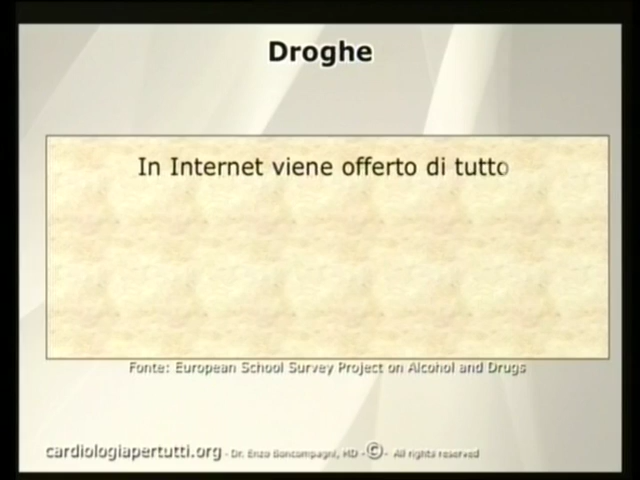 Droghe
In Internet viene offerto di tutto
Fonte: European School Survey Project on Alcohol and Drugs
cardiologiapertutti.org - Dr. Enzo Boncompagni, MD - © - All rights reserved